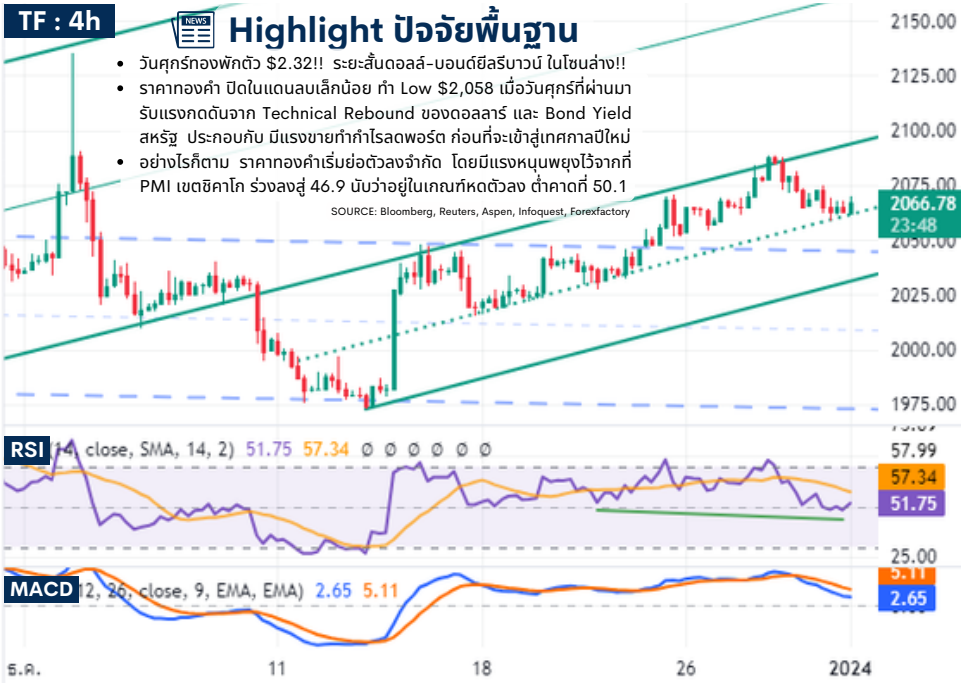 TF : 4h
NEWS
Highlight ปัจจัยพื้นฐาน
• วันศุกร์ทองพักตัว $2.32!! ระยะสั้นดอลล์-บอนด์ยีลรีบาวน์ ในโซนล่าง!!
• ราคาทองคำ ปิดในแดนลบเล็กน้อย ทำ Low $2,058 เมื่อวันศุกร์ที่ผ่านมา
รับแรงกดดันจาก Technical Rebound ของดอลลาร์ และ Bond Yield
สหรัฐ ประกอบกับ มีแรงขายทำกำไรลดพอร์ต ก่อนที่จะเข้าสู่เทศกาลปีใหม่
• อย่างไรก็ตาม ราคาทองคำเริ่มย่อตัวลงจำกัด โดยมีแรงหนุนพยุงไว้จากที่
PMI เขตชิคาโก ร่วงลงสู่ 46.9 นับว่าอยู่ในเกณฑ์หดตัวลง ต่ำคาดที่ 50.1
SOURCE: Bloomberg, Reuters, Aspen, Infoquest, Forexfactory
2150.00
2125.00
2100.00
2075.00
2066.78
23:48
2050.00
2025.00
2000.00
1975.00
RSI (14, close, SMA, 14, 2) 51.75 57.34 Ø Ø Ø Ø Ø Ø
57.99
57.34
51.75
25.00
MACD 12, 26, close, 9, EMA, EMA) 2.65 5.11
5.11
2.65
ธ.ค. 11 18 26 2024